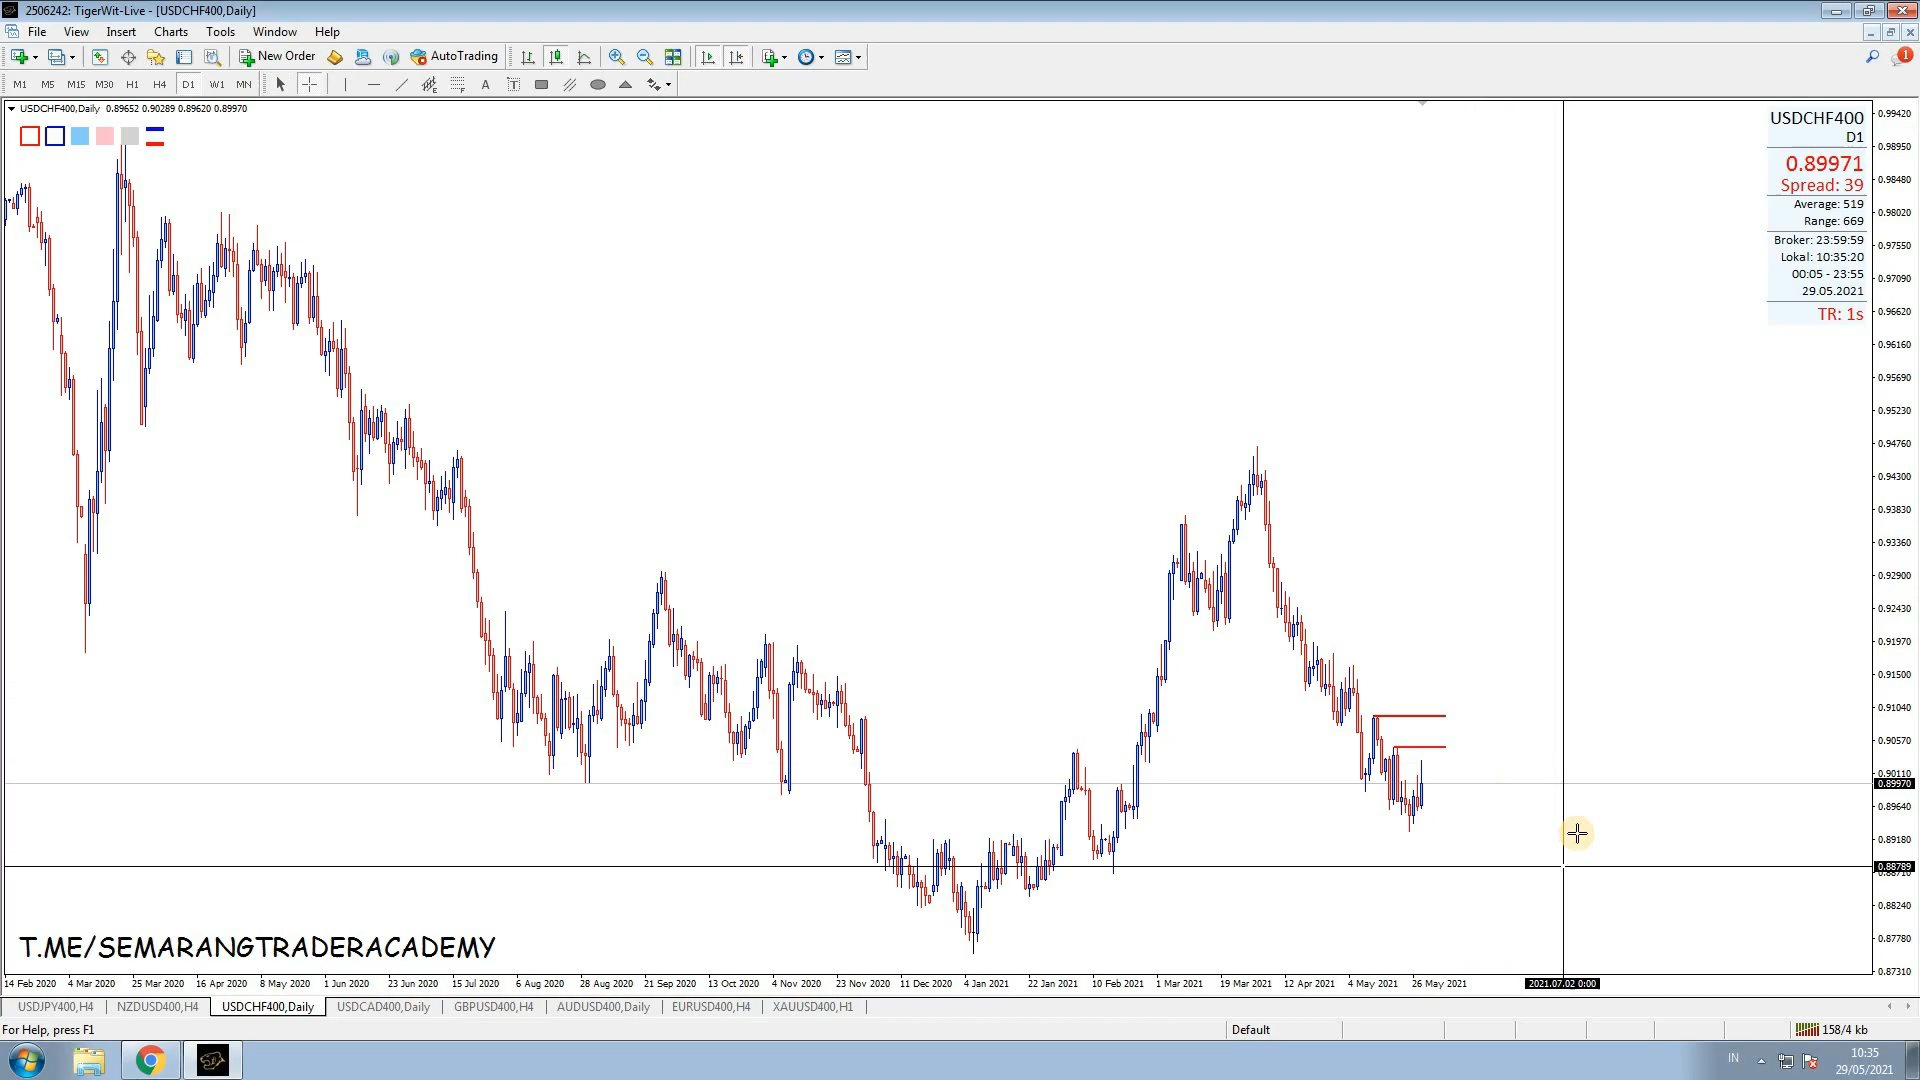 2506242: TigerWit-Live - [USDCHF400,Daily]
File View Insert Charts Tools Window Help
New Order AutoTrading 1
M1 M5 M15 M30 H1 H4 D1 W1 MN A T
USDCHF400,Daily 0.89652 0.90289 0.89620 0.89970
USDCHF400
D1
0.89971
Spread: 39
Average: 519
Range: 669
Broker: 23:59:59
Lokal: 10:35:20
00:05 - 23:55
29.05.2021
TR: 1s
0.99420
0.98950
0.98480
0.98020
0.97550
0.97090
0.96620
0.96160
0.95690
0.95230
0.94760
0.94300
0.93830
0.93360
0.92900
0.92430
0.91970
0.91500
0.91040
0.90570
0.90110
0.89970
0.89640
0.89180
0.88789
0.88710
0.88240
0.87780
0.87310
T.ME/SEMARANGTRADERACADEMY
14 Feb 2020 4 Mar 2020 25 Mar 2020 16 Apr 2020 8 May 2020 1 Jun 2020 23 Jun 2020 15 Jul 2020 6 Aug 2020 28 Aug 2020 21 Sep 2020 13 Oct 2020 4 Nov 2020 23 Nov 2020 11 Dec 2020 4 Jan 2021 22 Jan 2021 10 Feb 2021 1 Mar 2021 19 Mar 2021 12 Apr 2021 4 May 2021 26 May 2021 2021.07.02 0:00
USDJPY400,H4 NZDUSD400,H4 USDCHF400,Daily USDCAD400,Daily GBPUSD400,H4 AUDUSD400,Daily EURUSD400,H4 XAUUSD400,H1
For Help, press F1 Default 158/4 kb
IN 10:35
29/05/2021